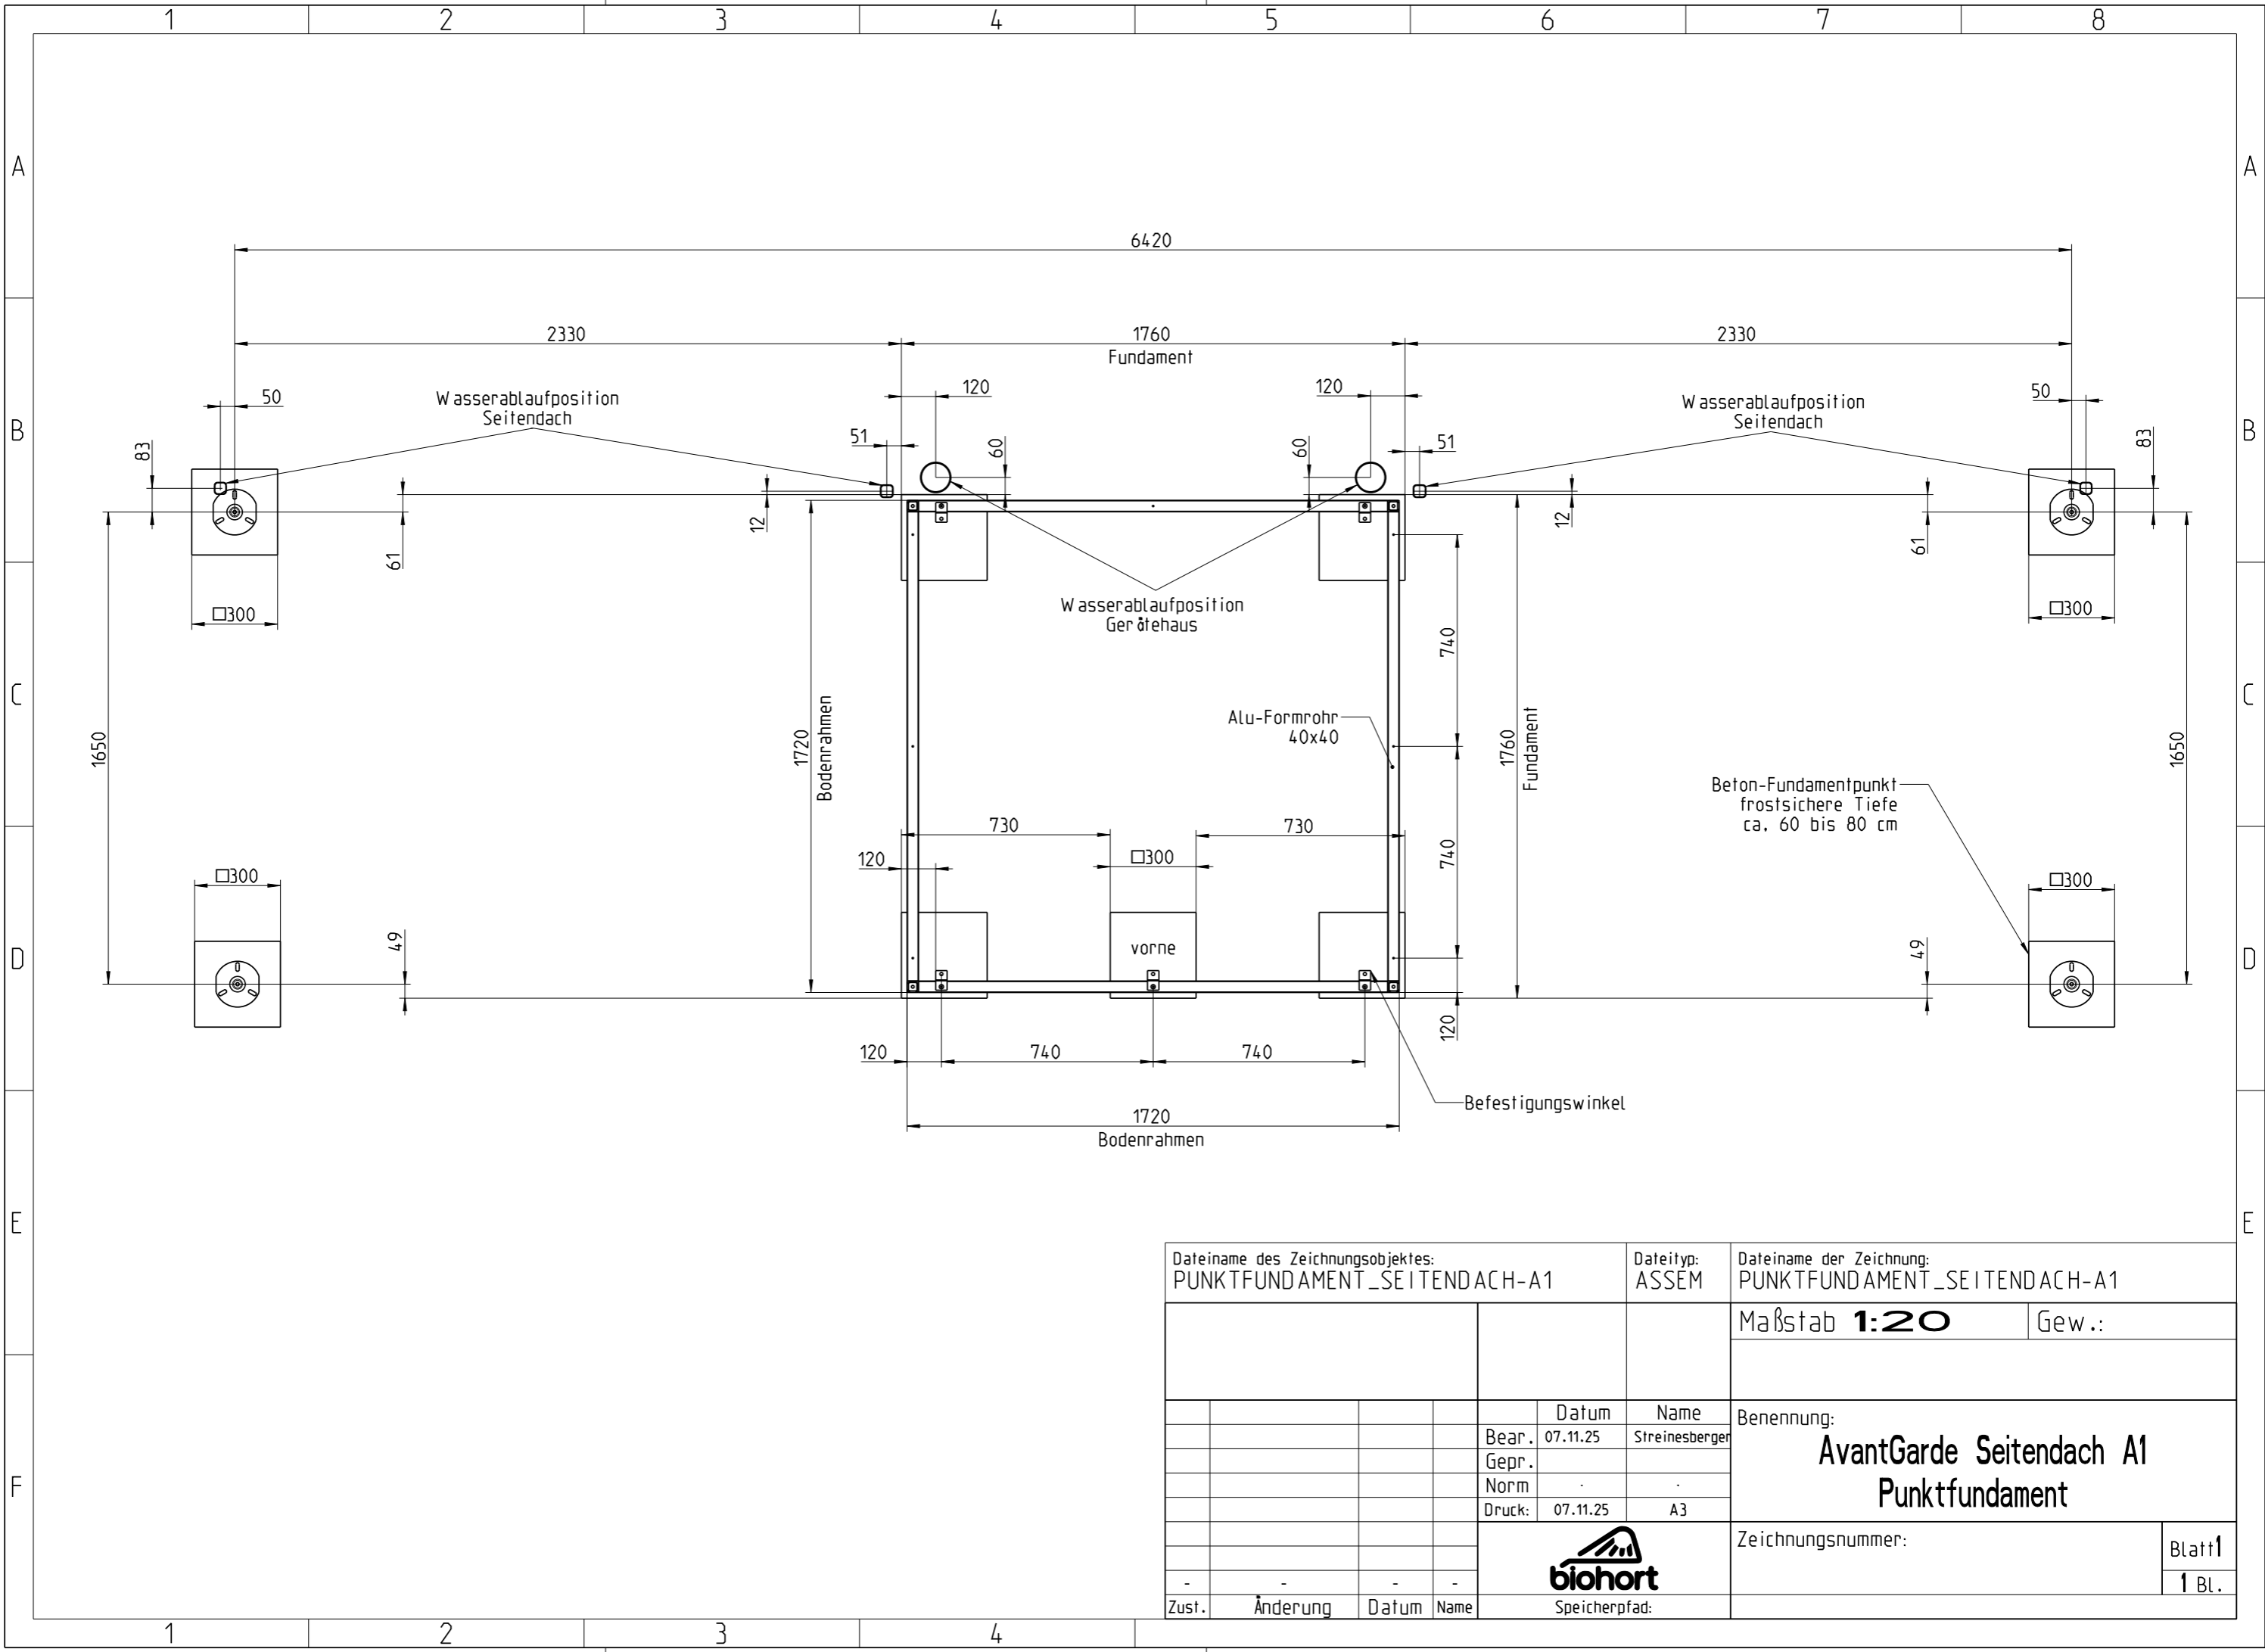 1 2 3 4 5 6 7 8
A A
6420
2330 1760 2330
Fundament
50 Wasserablaufposition 120 120 Wasserablaufposition 50
Seitendach Seitendach
B B
83 51 60 60 51 83
61 12 12 61
□300 □300
Wasserablaufposition
Gerätehaus
740
C C
1650 1720 Bodenrahmen 1760 Fundament 1650
Alu-Formrohr
40x40
Beton-Fundamentpunkt
frostsichere Tiefe
ca. 60 bis 80 cm
730 730
120 □300 740
□300 □300
D D
49 vorne 49
120
120 740 740
Befestigungswinkel
1720
Bodenrahmen
E E
Dateiname des Zeichnungsobjektes: Dateityp: Dateiname der Zeichnung:
PUNKTFUNDAMENT_SEITENDACH-A1 ASSEM PUNKTFUNDAMENT_SEITENDACH-A1
Maßstab 1:20 Gew.:
Datum Name Benennung:
Bear. 07.11.25 Streinesberger
AvantGarde Seitendach A1
Gepr.
F
Norm - -
Punktfundament
Druck: 07.11.25 A3
Zeichnungsnummer: Blatt1
biohort
- - - - 1 Bl.
Zust. Änderung Datum Name Speicherpfad:
1 2 3 4